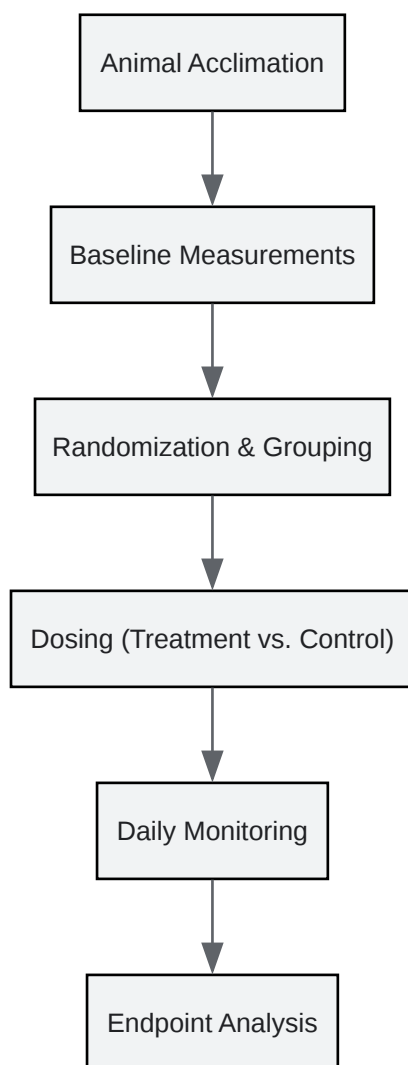 Animal Acclimation
Baseline Measurements
Randomization & Grouping
Dosing (Treatment vs. Control)
Daily Monitoring
Endpoint Analysis